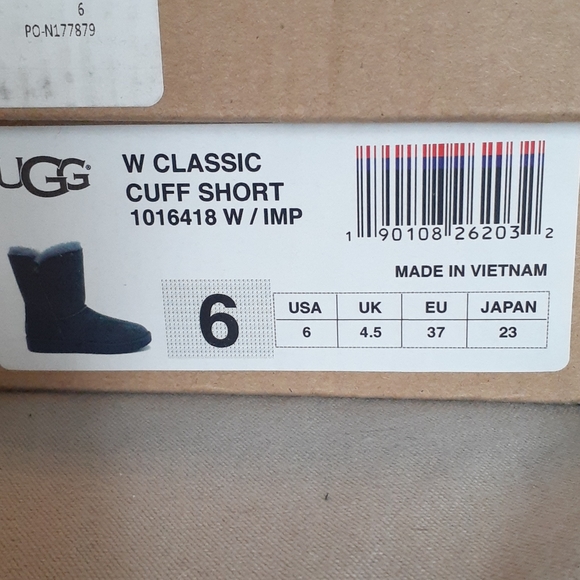 6
PO-N177879
UGG®
W CLASSIC
CUFF SHORT
1016418 W / IMP
1 90108 26203 2
MADE IN VIETNAM
6
USA UK EU JAPAN
6 4.5 37 23